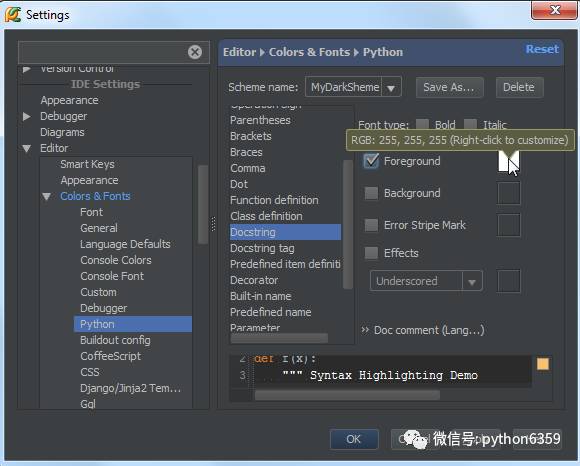 Settings
Version Control
IDE Settings
Appearance
Debugger
Diagrams
Editor
Smart Keys
Appearance
Colors & Fonts
Font
General
Language Defaults
Console Colors
Console Font
Custom
Debugger
Python
Buildout config
CoffeeScript
CSS
Django/Jinja2 Tem...
Gql
Editor › Colors & Fonts › Python
Reset
Scheme name:
MyDarkSheme
Save As...
Delete
Operation sign
Parentheses
Brackets
Braces
Comma
Dot
Function definition
Class definition
Docstring
Docstring tag
Predefined item definiti
Decorator
Built-in name
Predefined name
Parameter
Font type:
Bold
Italic
RGB: 255, 255, 255 (Right-click to customize)
Foreground
Background
Error Stripe Mark
Effects
Underscored
›› Doc comment (Lang...)
2 def f(x):
3 """ Syntax Highlighting Demo
OK
微信号: python6359